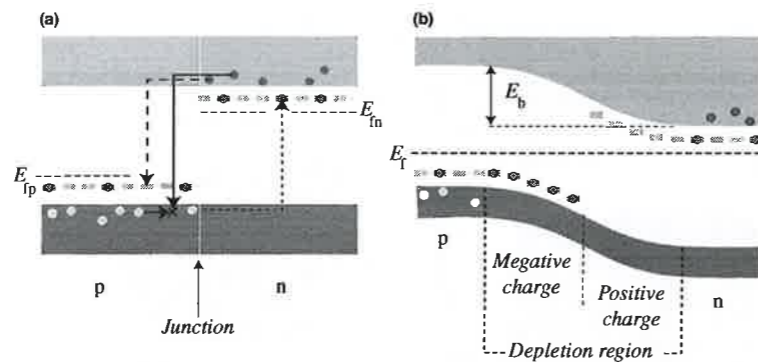 (a)
E_fn
E_fp
p
n
Junction
(b)
E_b
E_f
p
n
Megative
charge
Positive
charge
Depletion region